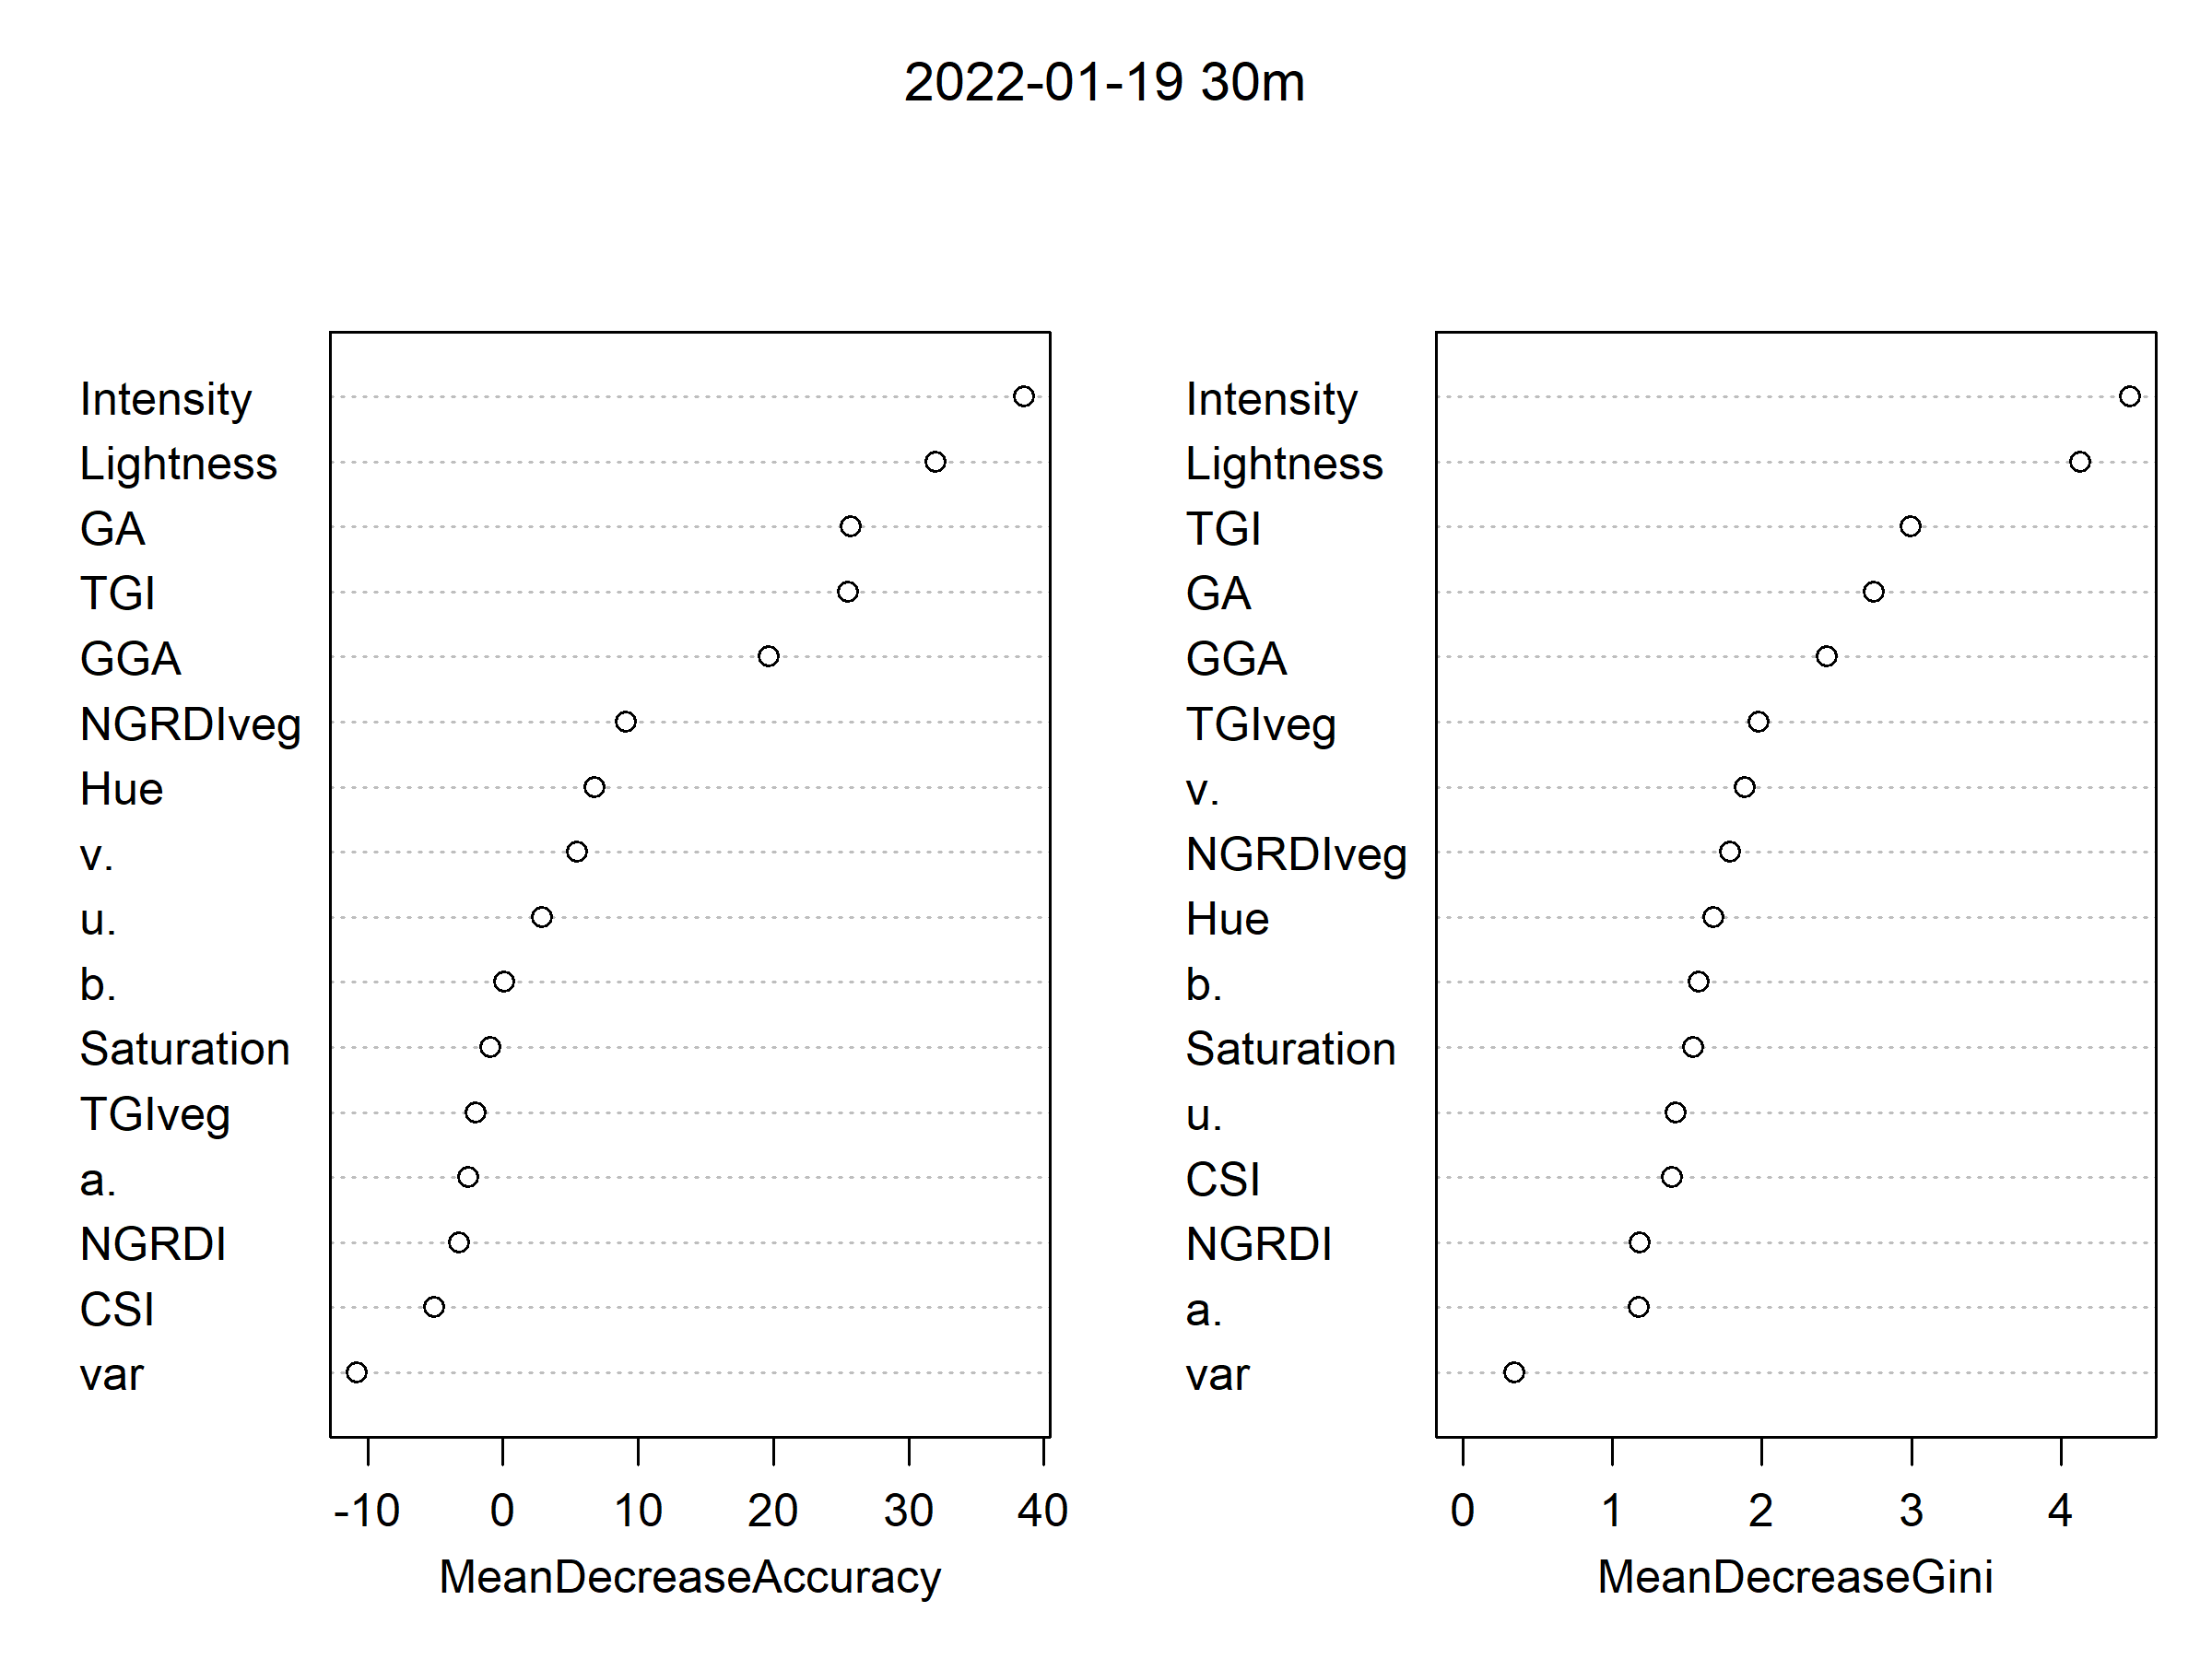 2022-01-19 30m
Intensity
Lightness
GA
TGI
GGA
NGRDIveg
Hue
v.
u.
b.
Saturation
TGIveg
a.
NGRDI
CSI
var
-10 0 10 20 30 40
MeanDecreaseAccuracy
Intensity
Lightness
TGI
GA
GGA
TGIveg
v.
NGRDIveg
Hue
b.
Saturation
u.
CSI
NGRDI
a.
var
0 1 2 3 4
MeanDecreaseGini